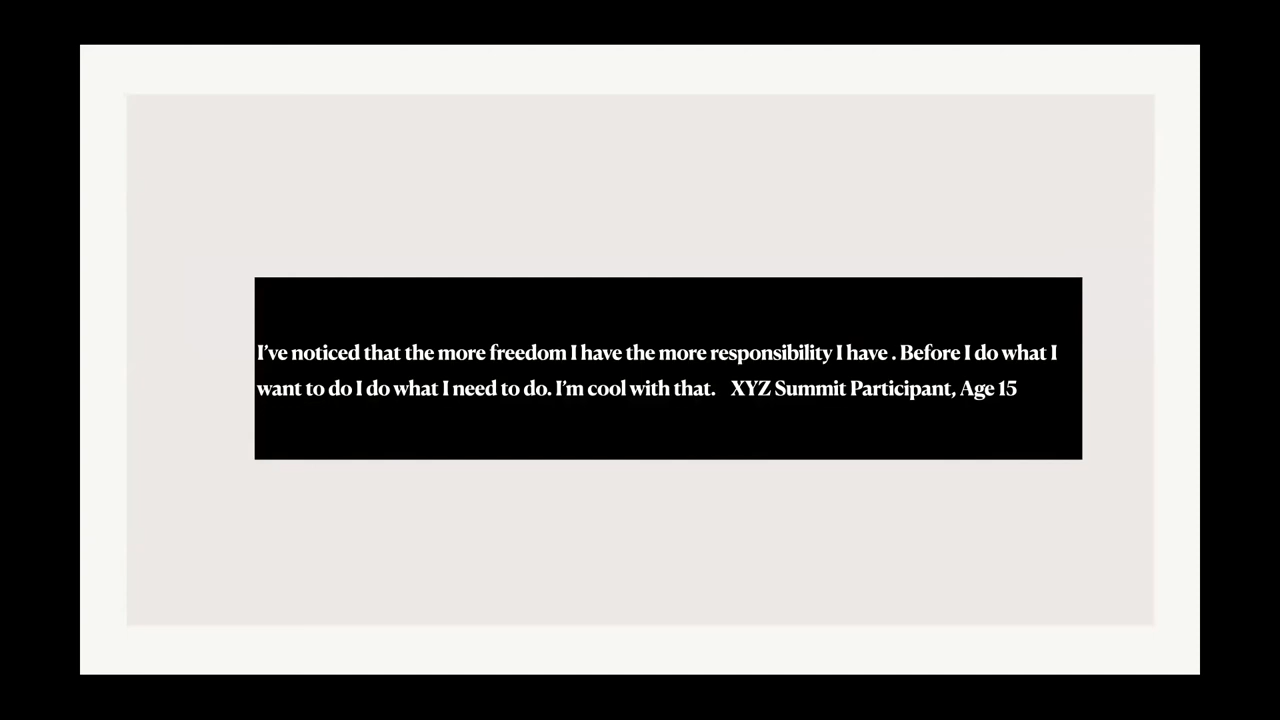 I’ve noticed that the more freedom I have the more responsibility I have . Before I do what I
want to do I do what I need to do. I’m cool with that.   XYZ Summit Participant, Age 15